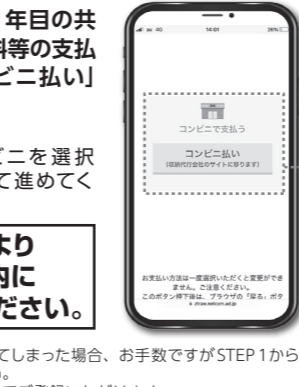 年目の共
料等の支払
ビニ払い」
ビニを選択
て進めてく
より
内に
ださい。
4G 14:01 26%
コンビニで支払う
コンビニ払い
(収納代行会社のサイトに移ります)
お支払い方法は一度選択いただくと変更ができ
ません。ご注意ください。
このボタン押下後は、ブラウザの「戻る」ボタ
てしまった場合、お手数ですがSTEP 1から